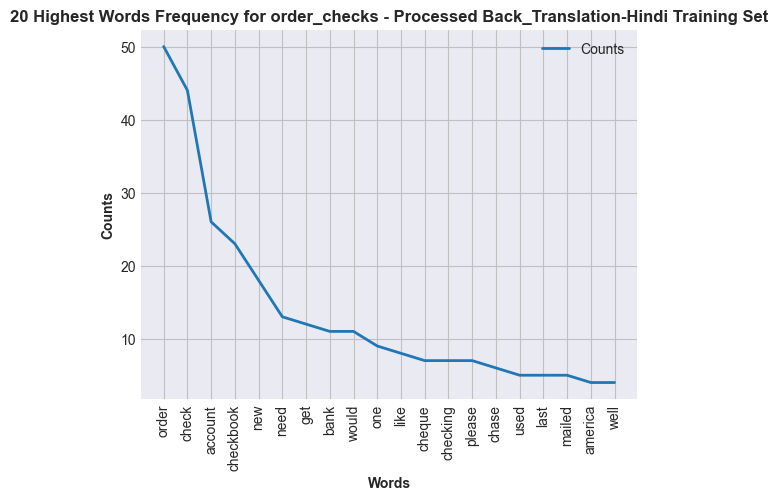 20 Highest Words Frequency for order_checks - Processed Back_Translation-Hindi Training Set
Counts
50
40
30
20
10
Counts
order
check
account
checkbook
new
need
get
bank
would
one
like
cheque
checking
please
chase
used
last
mailed
america
well
Words